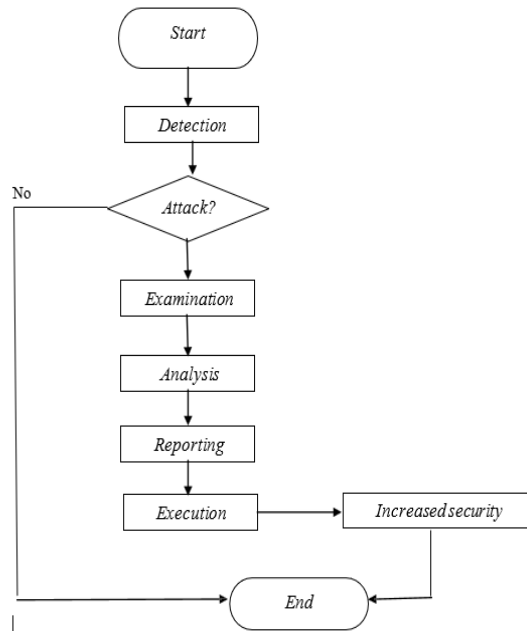 Start
Detection
No
Attack?
Examination
Analysis
Reporting
Execution
Increased security
End